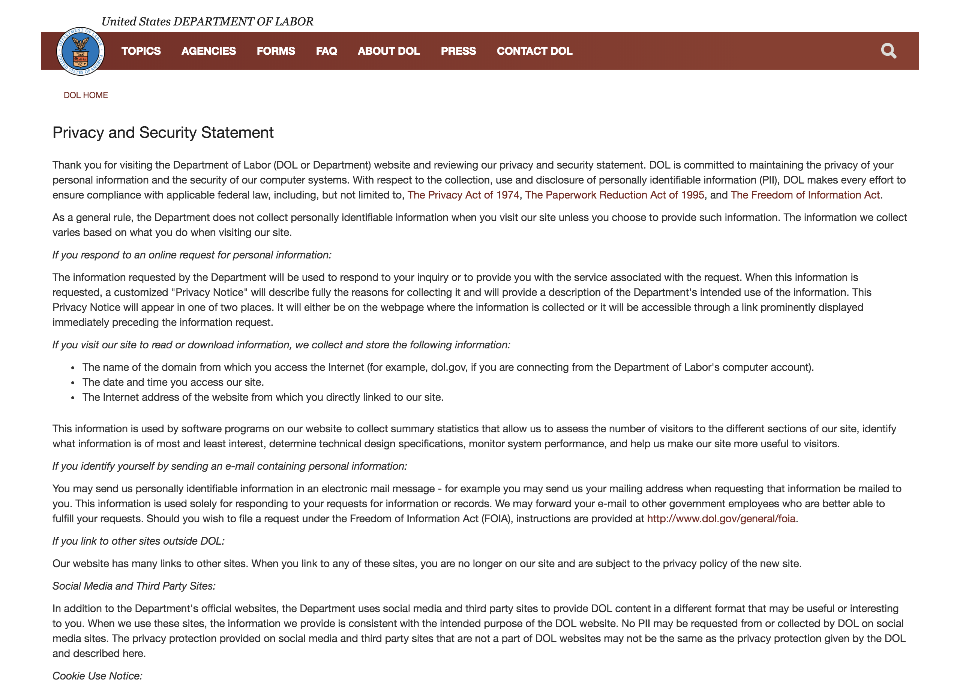 United States DEPARTMENT OF LABOR
TOPICS AGENCIES FORMS FAQ ABOUT DOL PRESS CONTACT DOL
DOL HOME
Privacy and Security Statement
Thank you for visiting the Department of Labor (DOL or Department) website and reviewing our privacy and security statement. DOL is committed to maintaining the privacy of your
personal information and the security of our computer systems. With respect to the collection, use and disclosure of personally identifiable information (PII), DOL makes every effort to
ensure compliance with applicable federal law, including, but not limited to, The Privacy Act of 1974, The Paperwork Reduction Act of 1995, and The Freedom of Information Act.
As a general rule, the Department does not collect personally identifiable information when you visit our site unless you choose to provide such information. The information we collect
varies based on what you do when visiting our site.
If you respond to an online request for personal information:
The information requested by the Department will be used to respond to your inquiry or to provide you with the service associated with the request. When this information is
requested, a customized "Privacy Notice" will describe fully the reasons for collecting it and will provide a description of the Department's intended use of the information. This
Privacy Notice will appear in one of two places. It will either be on the webpage where the information is collected or it will be accessible through a link prominently displayed
immediately preceding the information request.
If you visit our site to read or download information, we collect and store the following information:
• The name of the domain from which you access the Internet (for example, dol.gov, if you are connecting from the Department of Labor's computer account).
• The date and time you access our site.
• The Internet address of the website from which you directly linked to our site.
This information is used by software programs on our website to collect summary statistics that allow us to assess the number of visitors to the different sections of our site, identify
what information is of most and least interest, determine technical design specifications, monitor system performance, and help us make our site more useful to visitors.
If you identify yourself by sending an e-mail containing personal information:
You may send us personally identifiable information in an electronic mail message - for example you may send us your mailing address when requesting that information be mailed to
you. This information is used solely for responding to your requests for information or records. We may forward your e-mail to other government employees who are better able to
fulfill your requests. Should you wish to file a request under the Freedom of Information Act (FOIA), instructions are provided at http://www.dol.gov/general/foia.
If you link to other sites outside DOL:
Our website has many links to other sites. When you link to any of these sites, you are no longer on our site and are subject to the privacy policy of the new site.
Social Media and Third Party Sites:
In addition to the Department's official websites, the Department uses social media and third party sites to provide DOL content in a different format that may be useful or interesting
to you. When we use these sites, the information we provide is consistent with the intended purpose of the DOL website. No PII may be requested from or collected by DOL on social
media sites. The privacy protection provided on social media and third party sites that are not a part of DOL websites may not be the same as the privacy protection given by the DOL
and described here.
Cookie Use Notice: